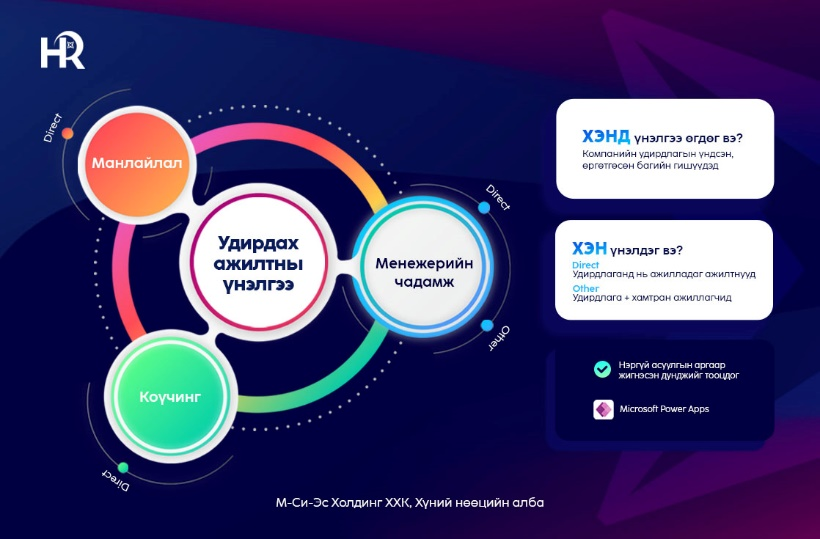 HR
Direct
Манлайлал
Удирдах
ажилтны
үнэлгээ
Direct
Менежерийн
чадамж
Other
Коучинг
Direct
ХЭНД үнэлгээ өгдөг вэ?
Компанийн удирдлагын үндсэн,
өргөтгөсөн багийн гишүүдэд
ХЭН үнэлдэг вэ?
Direct
Удирдлаганд нь ажилладаг ажилтнууд
Other
Удирдлага + хамтран ажиллагчид
Нэргүй асуулгын аргаар
жигнэсэн дунджийг тооцдог
Microsoft Power Apps
М-Си-Эс Холдинг ХХК, Хүний нөөцийн алба